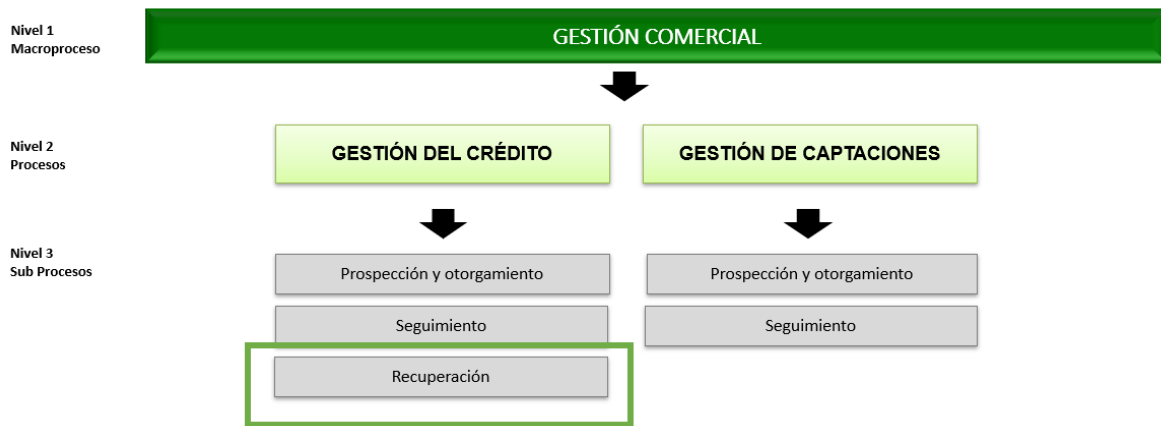 Nivel 1
Macroproceso
GESTIÓN COMERCIAL
Nivel 2
Procesos
GESTIÓN DEL CRÉDITO
GESTIÓN DE CAPTACIONES
Nivel 3
Sub Procesos
Prospección y otorgamiento
Prospección y otorgamiento
Seguimiento
Seguimiento
Recuperación